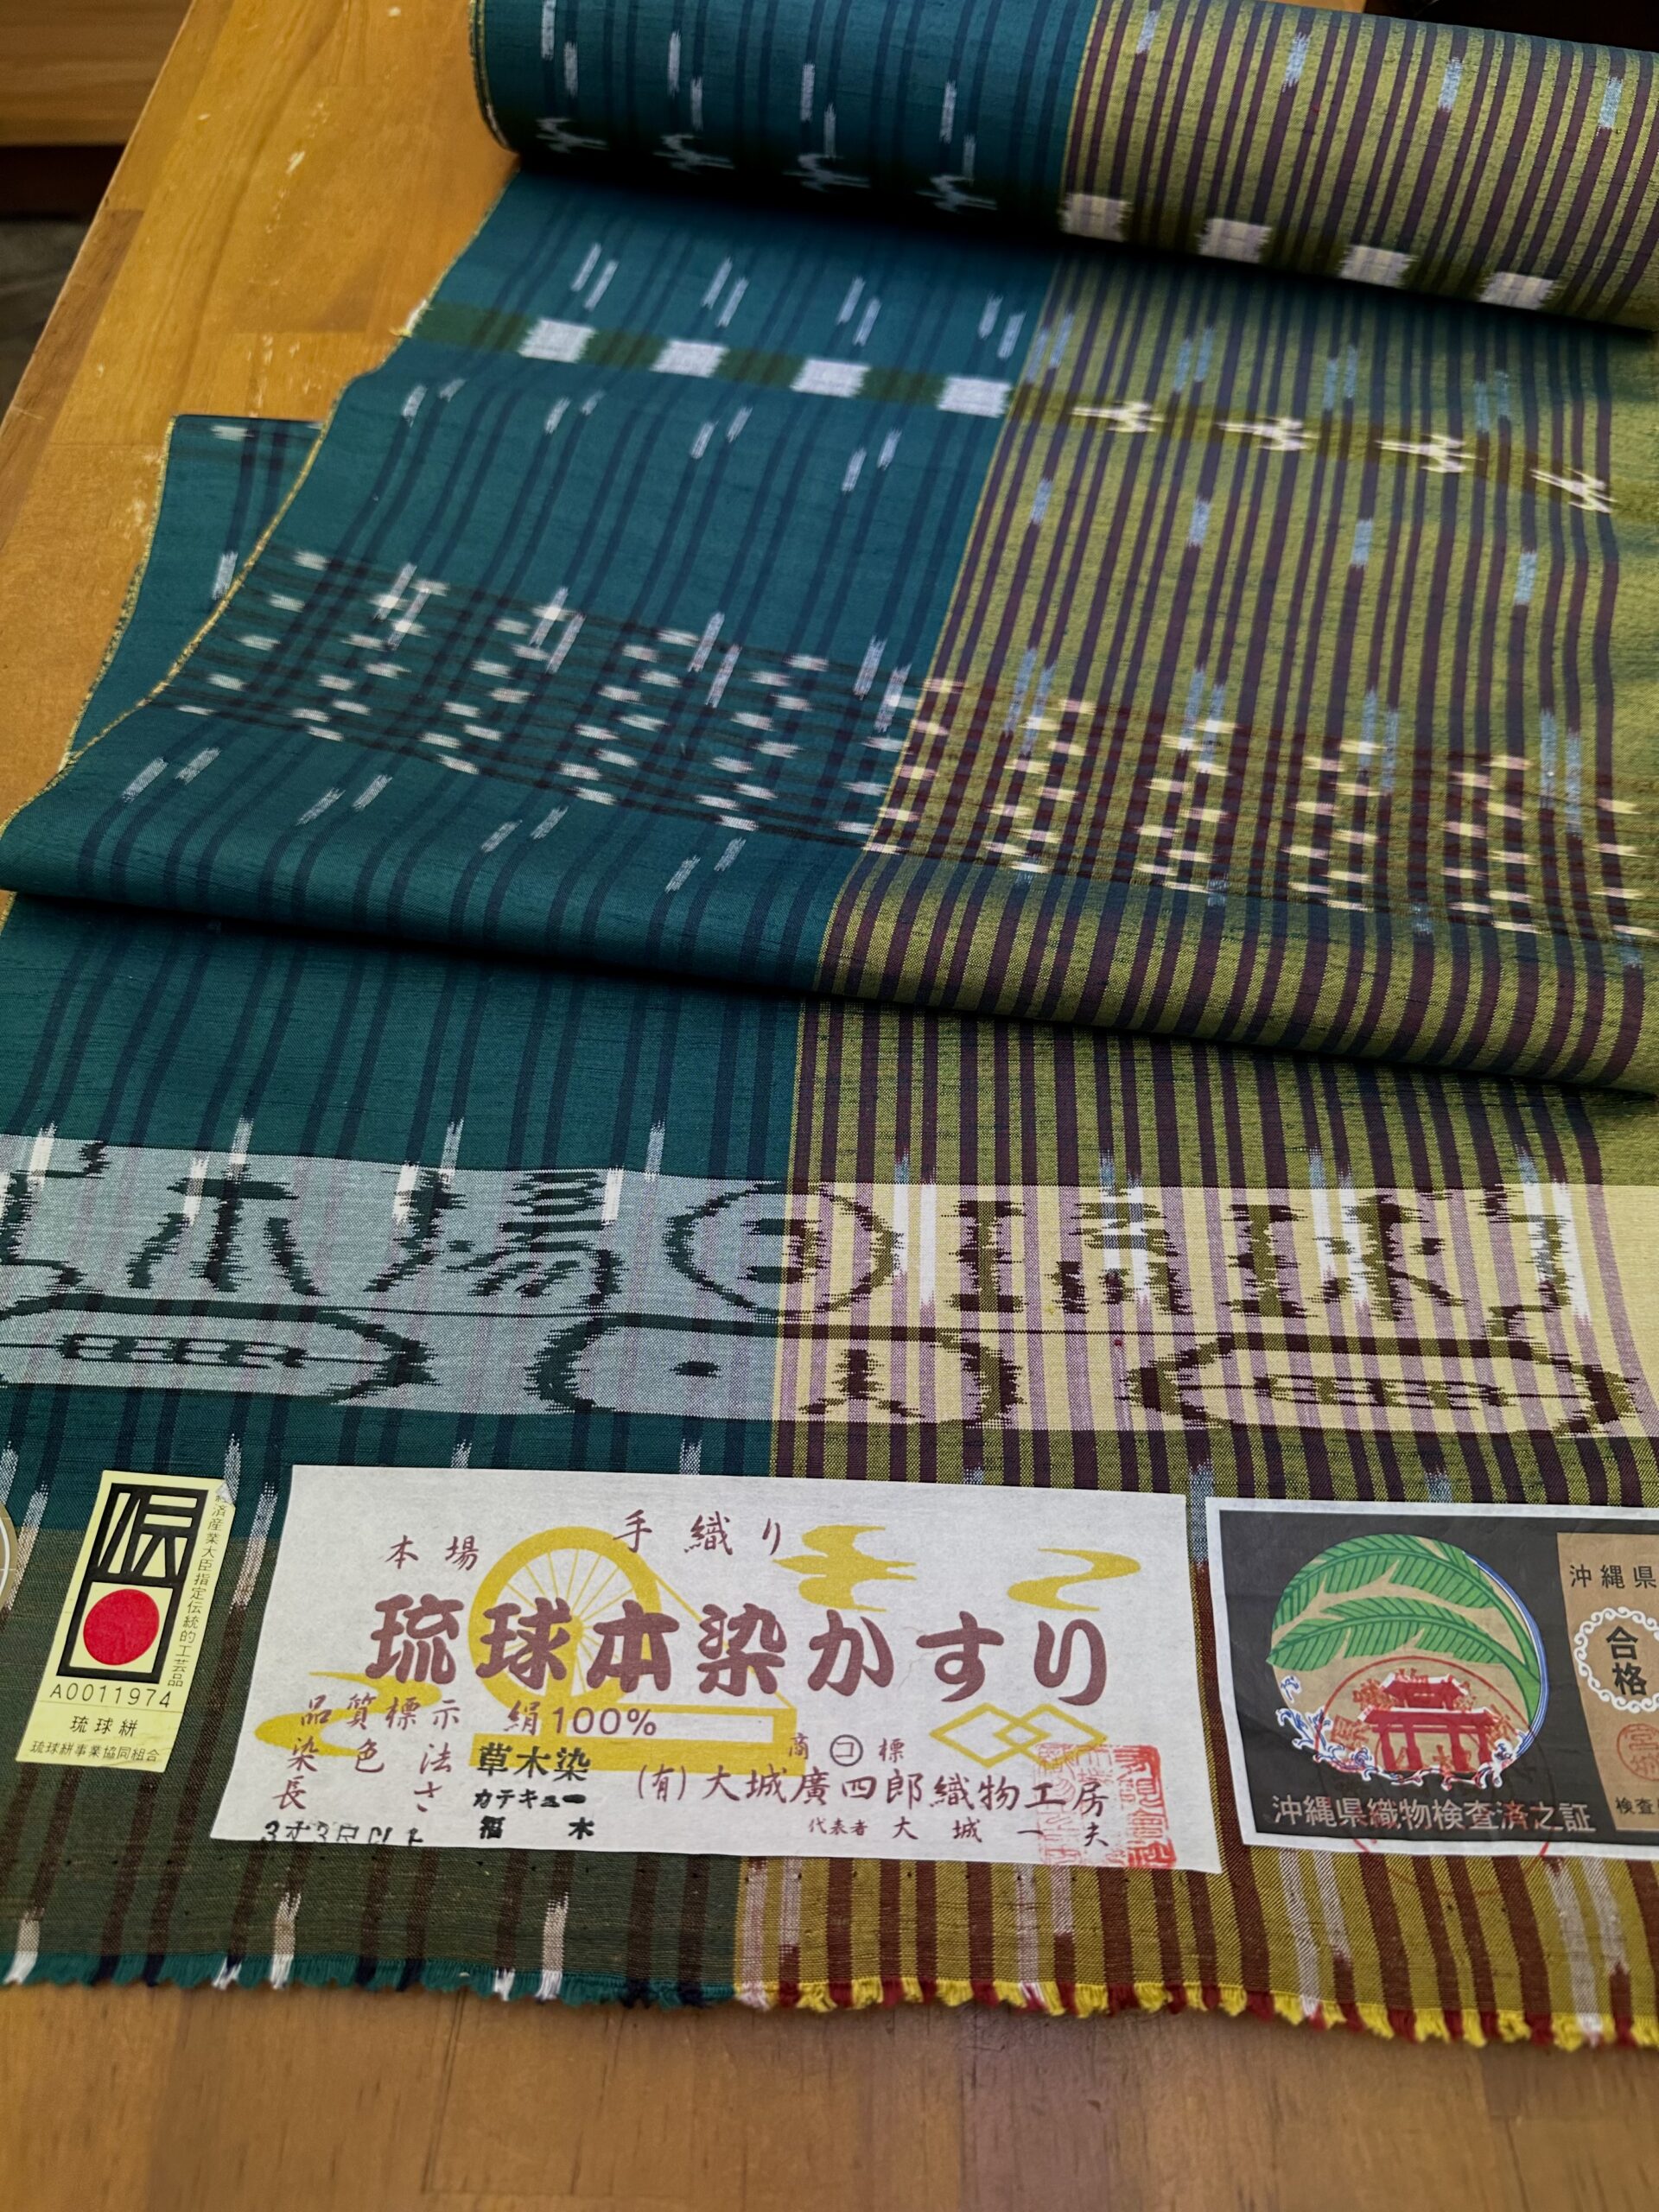 本場 琉球
伝
経済産業大臣指定伝統的工芸品
A0011974
琉球絣
琉球絣事業協同組合
手織り
本場
琉球本染かすり
品質標示 絹100%
染色法 草木染
カテキュー
福木
長さ
商標
(有)大城廣四郎織物工房
代表者 大城一夫
沖縄県織物検査済之証
沖縄県
合格
検査